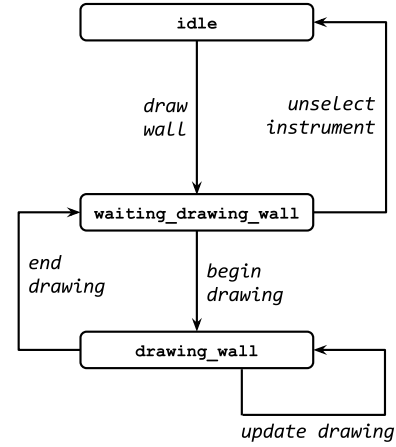 idle
draw
wall
unselect
instrument
waiting_drawing_wall
end
drawing
begin
drawing
drawing_wall
update drawing